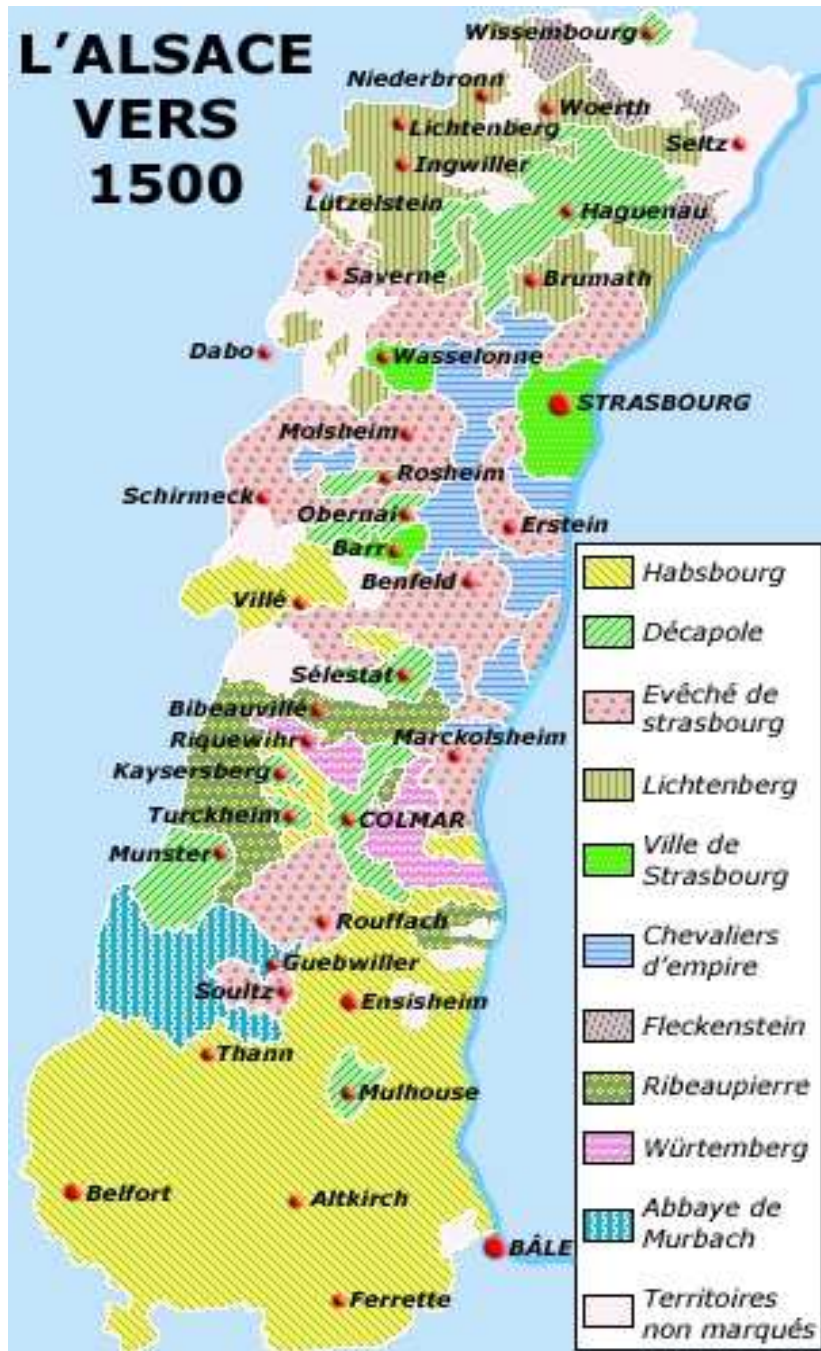 L'ALSACE
VERS
1500
Wissembourg
Niederbronn
Woerth
Lichtenberg
Seltz
Ingwiller
Lützelstein
Haguenau
Saverne
Brumath
Dabo
Wasselonne
STRASBOURG
Molsheim
Rosheim
Schirmeck
Obernai
Erstein
Barr
Benfeld
Villé
Sélestat
Bibeauvillé
Riquewihr
Marckolsheim
Kaysersberg
Turckheim
COLMAR
Munster
Rouffach
Guebwiller
Soultz
Ensisheim
Thann
Mulhouse
Belfort
Altkirch
BÂLE
Ferrette
Habsbourg
Décapole
Evêché de
strasbourg
Lichtenberg
Ville de
Strasbourg
Chevaliers
d'empire
Fleckenstein
Ribeaupierre
Würtemberg
Abbaye de
Murbach
Territoires
non marqués